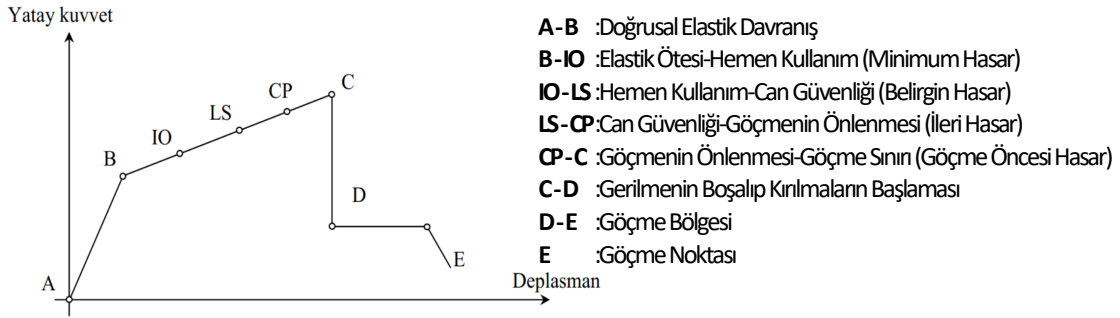 Yatay kuvvet
C
CP
LS
IO
B
D
E
A
Deplasman
A-B :Doğrusal Elastik Davranış
B-IO :Elastik Ötesi-Hemen Kullanım (Minimum Hasar)
IO-LS :Hemen Kullanım-Can Güvenliği (Belirgin Hasar)
LS-CP:Can Güvenliği-Göçmenin Önlenmesi (İleri Hasar)
CP-C :Göçmenin Önlenmesi-Göçme Sınırı (Göçme Öncesi Hasar)
C-D :Gerilmenin Boşalıp Kırılmaların Başlaması
D-E :Göçme Bölgesi
E :Göçme Noktası